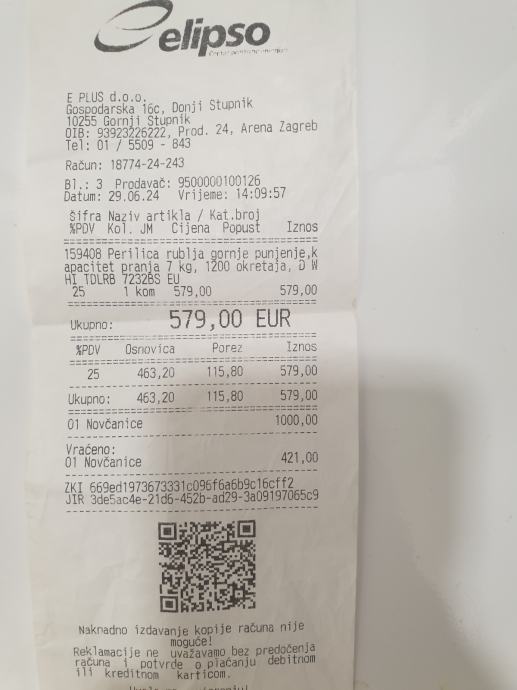 elipso
E PLUS d.o.o.
Gospodarska 16c, Donji Stupnik
10255 Gornji Stupnik
OIB: 93923226222, Prod. 24, Arena Zagreb
Tel: 01 / 5509 - 843
Račun: 18774-24-243
Bl.: 3 Prodavač: 9500000100126
Datum: 29.06.24 Vrijeme: 14:09:57
Šifra Naziv artikla / Kat.broj
%PDV Kol. JM Cijena Popust Iznos
159408 Perilica rublja gornje punjenje,k
apacitet pranja 7 kg, 1200 okretaja, D W
HI TDLRB 7232BS EU
25 1 kom 579,00 579,00
Ukupno: 579,00 EUR
%PDV Osnovica Porez Iznos
25 463,20 115,80 579,00
Ukupno: 463,20 115,80 579,00
01 Novčanice 1000,00
Vraćeno:
01 Novčanice 421,00
ZKI 669ed1973673331c096f6a6b9c16cff2
JIR 3de5ac4e-21d6-452b-ad29-3a09197065c9
Naknadno izdavanje kopije računa nije
moguće!
Reklamacije ne uvažavamo bez predočenja
računa i potvrde o plaćanju debitnom
ili kreditnom karticom.